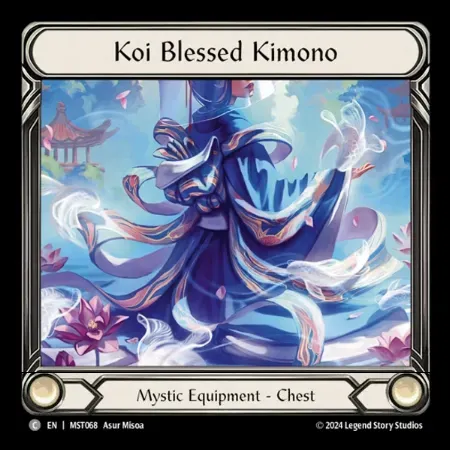 Koi Blessed Kimono
Mystic Equipment - Chest
C EN | MST068 Asur Misoa © 2024 Legend Story Studios